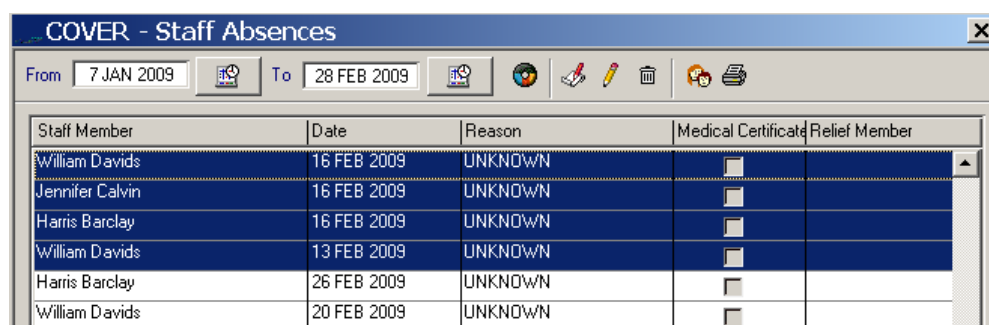 COVER - Staff Absences
From 7 JAN 2009 To 28 FEB 2009
Staff Member Date Reason Medical Certificate Relief Member
William Davids 16 FEB 2009 UNKNOWN
Jennifer Calvin 16 FEB 2009 UNKNOWN
Harris Barclay 16 FEB 2009 UNKNOWN
William Davids 13 FEB 2009 UNKNOWN
Harris Barclay 26 FEB 2009 UNKNOWN
William Davids 20 FEB 2009 UNKNOWN